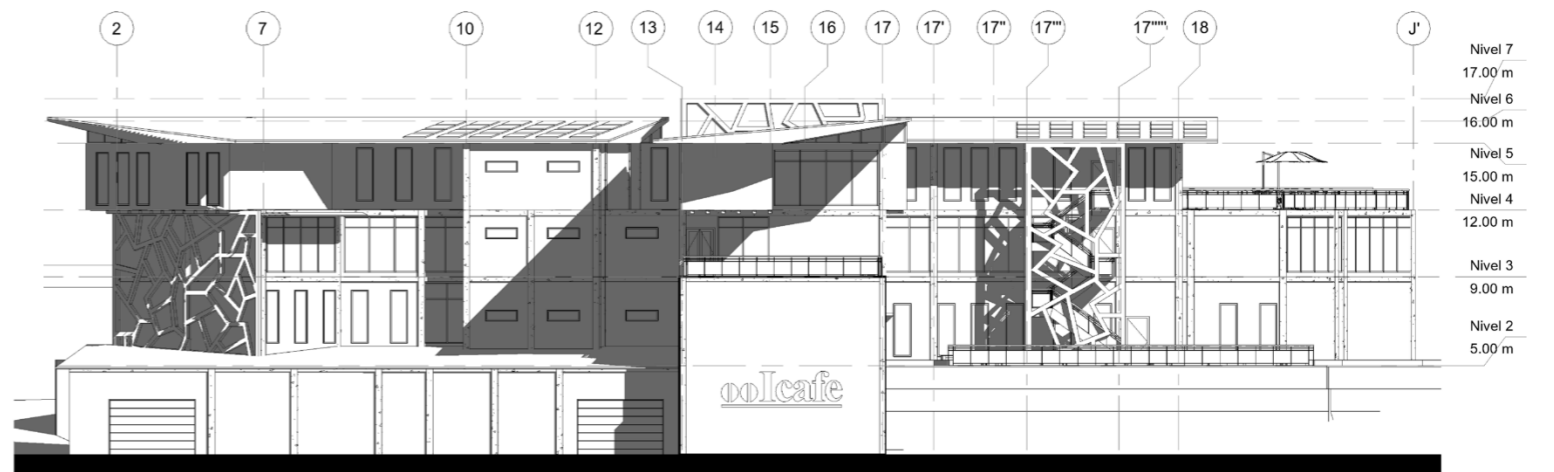 2
7
10
12
13
14
15
16
17
17'
17"
17'"
17""'
18
J'
Nivel 7
17.00 m
Nivel 6
16.00 m
Nivel 5
15.00 m
Nivel 4
12.00 m
Nivel 3
9.00 m
Nivel 2
5.00 m
Icafe